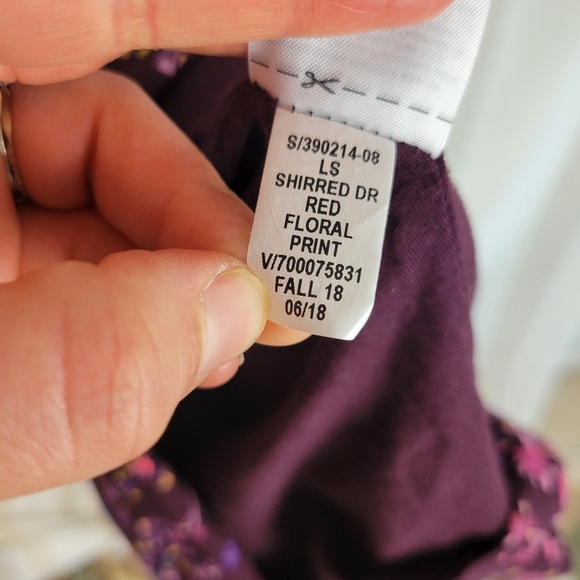 S/390214-08
LS
SHIRRED DR
RED
FLORAL
PRINT
V/700075831
FALL 18
06/18